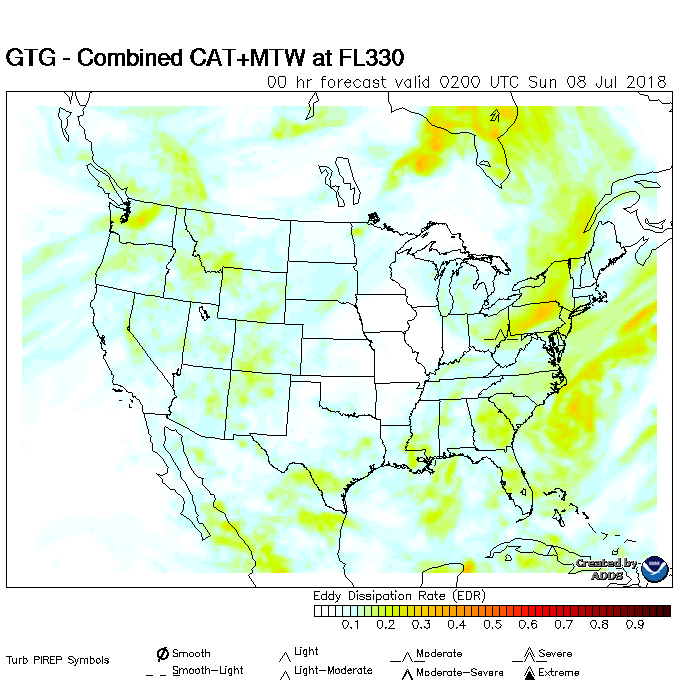 GTG - Combined CAT+MTW at FL330
00 hr forecast valid 0200 UTC Sun 08 Jul 2018
Created by
ADDS
Eddy Dissipation Rate (EDR)
0.1 0.2 0.3 0.4 0.5 0.6 0.7 0.8 0.9
Turb PIREP Symbols
Smooth Light Moderate Severe
Smooth-Light Light-Moderate Moderate-Severe Extreme